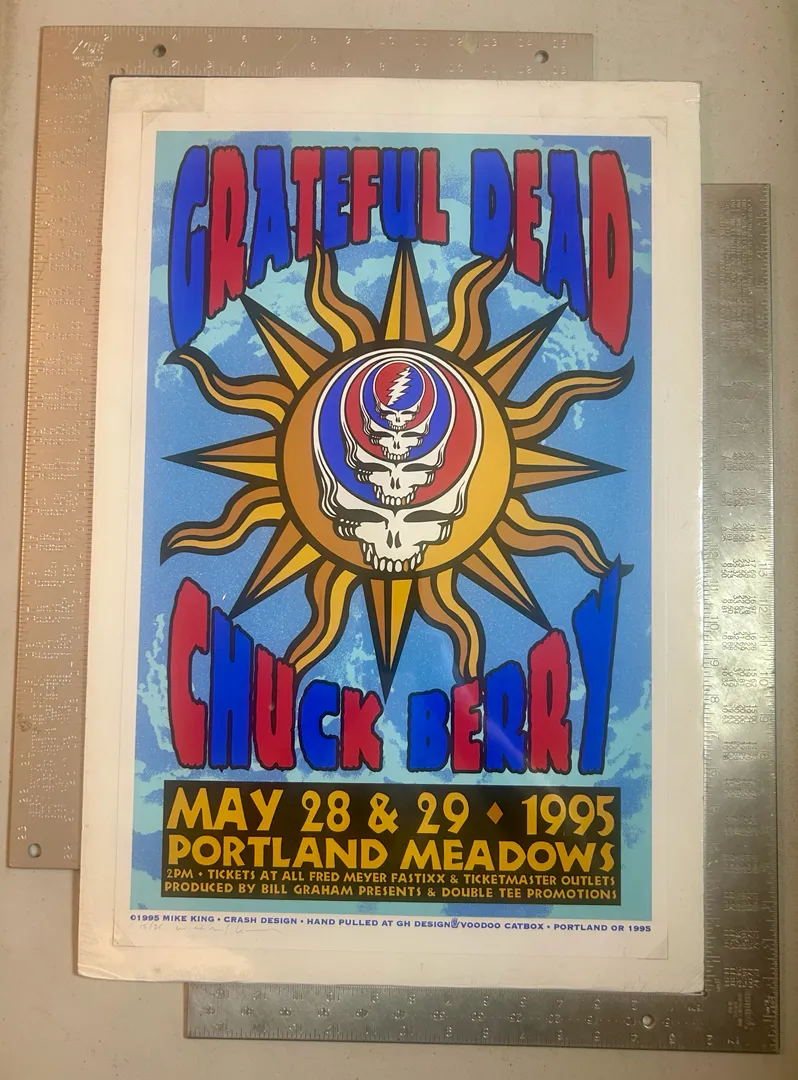 GRATEFUL DEAD
CHUCK BERRY
MAY 28 & 29 ♦ 1995
PORTLAND MEADOWS
2PM • TICKETS AT ALL FRED MEYER FASTIXX & TICKETMASTER OUTLETS
PRODUCED BY BILL GRAHAM PRESENTS & DOUBLE TEE PROMOTIONS
©1995 MIKE KING • CRASH DESIGN • HAND PULLED AT GH DESIGN@VOODOO CATBOX • PORTLAND OR 1995